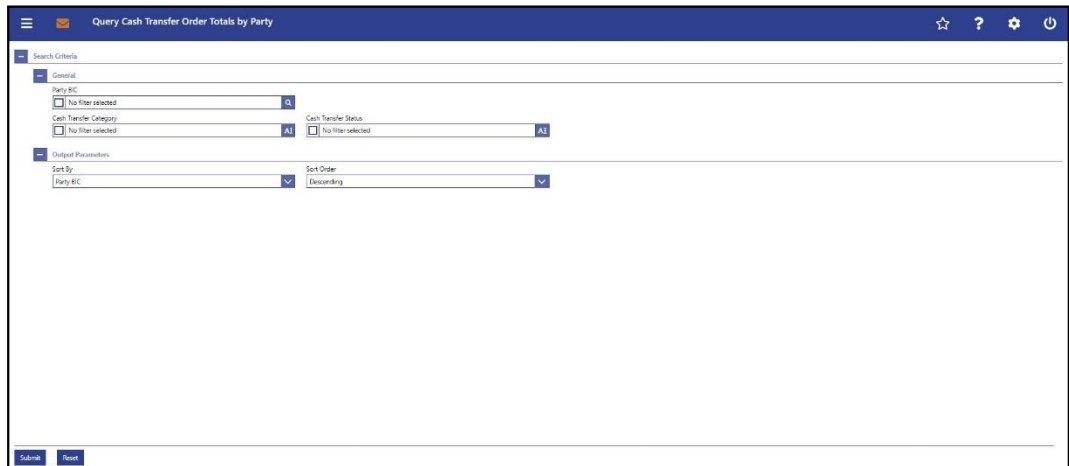 Query Cash Transfer Order Totals by Party
Search Criteria
General
Party BIC
No filter selected
Cash Transfer Category Cash Transfer Status
No filter selected No filter selected
Output Parameters
Sort By Sort Order
Party BIC Descending
Submit Reset